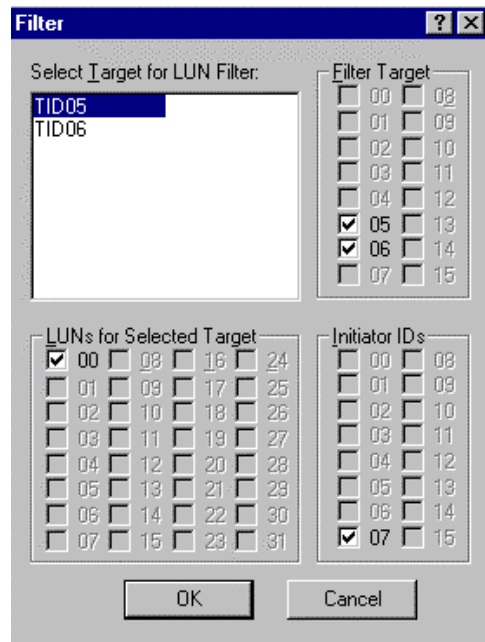 Filter
Select Target for LUN Filter:
TID05
TID06
Filter Target
00 08
01 09
02 10
03 11
04 12
05 13
06 14
07 15
LUNs for Selected Target
00 08 16 24
01 09 17 25
02 10 18 26
03 11 19 27
04 12 20 28
05 13 21 29
06 14 22 30
07 15 23 31
Initiator IDs
00 08
01 09
02 10
03 11
04 12
05 13
06 14
07 15
OK Cancel